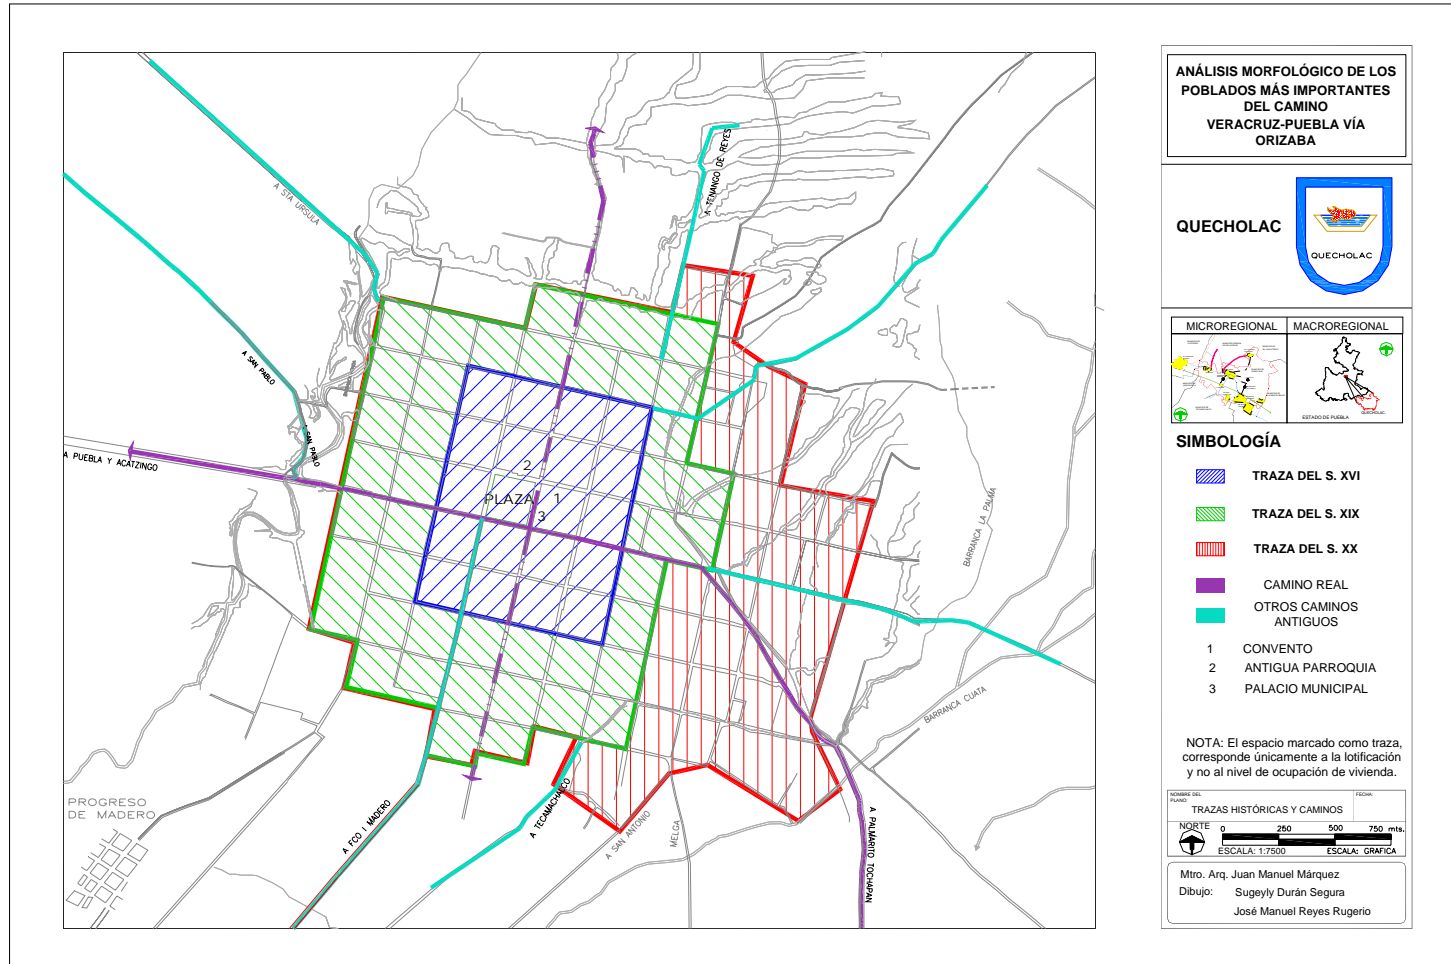 ANÁLISIS MORFOLÓGICO DE LOS
POBLADOS MÁS IMPORTANTES
DEL CAMINO
VERACRUZ-PUEBLA VÍA
ORIZABA
QUECHOLAC
QUECHOLAC
MICROREGIONAL
MACROREGIONAL
ESTADO DE PUEBLA
QUECHOLAC
SIMBOLOGÍA
TRAZA DEL S. XVI
TRAZA DEL S. XIX
TRAZA DEL S. XX
CAMINO REAL
OTROS CAMINOS
ANTIGUOS
1 CONVENTO
2 ANTIGUA PARROQUIA
3 PALACIO MUNICIPAL
NOTA: El espacio marcado como traza,
corresponde únicamente a la lotificación
y no al nivel de ocupación de vivienda.
NOMBRE DEL
PLANO:
TRAZAS HISTÓRICAS Y CAMINOS
FECHA:
NORTE
0 250 500 750 mts.
ESCALA: 1:7500
ESCALA: GRAFICA
Mtro. Arq. Juan Manuel Márquez
Dibujo: Sugeyly Durán Segura
José Manuel Reyes Rugerio
A STA URSULA
A TENANGO DE REYES
A SAN PABLO
A SAN PABLO
A PUEBLA Y ACATZINGO
2
PLAZA 1
3
BARRANCA LA PALMA
BARRANCA CUATA
PROGRESO
DE MADERO
A FCO I MADERO
A TECAMACHALCO
A SAN ANTONIO
MELGA
A PALMARITO TOCHAPAN